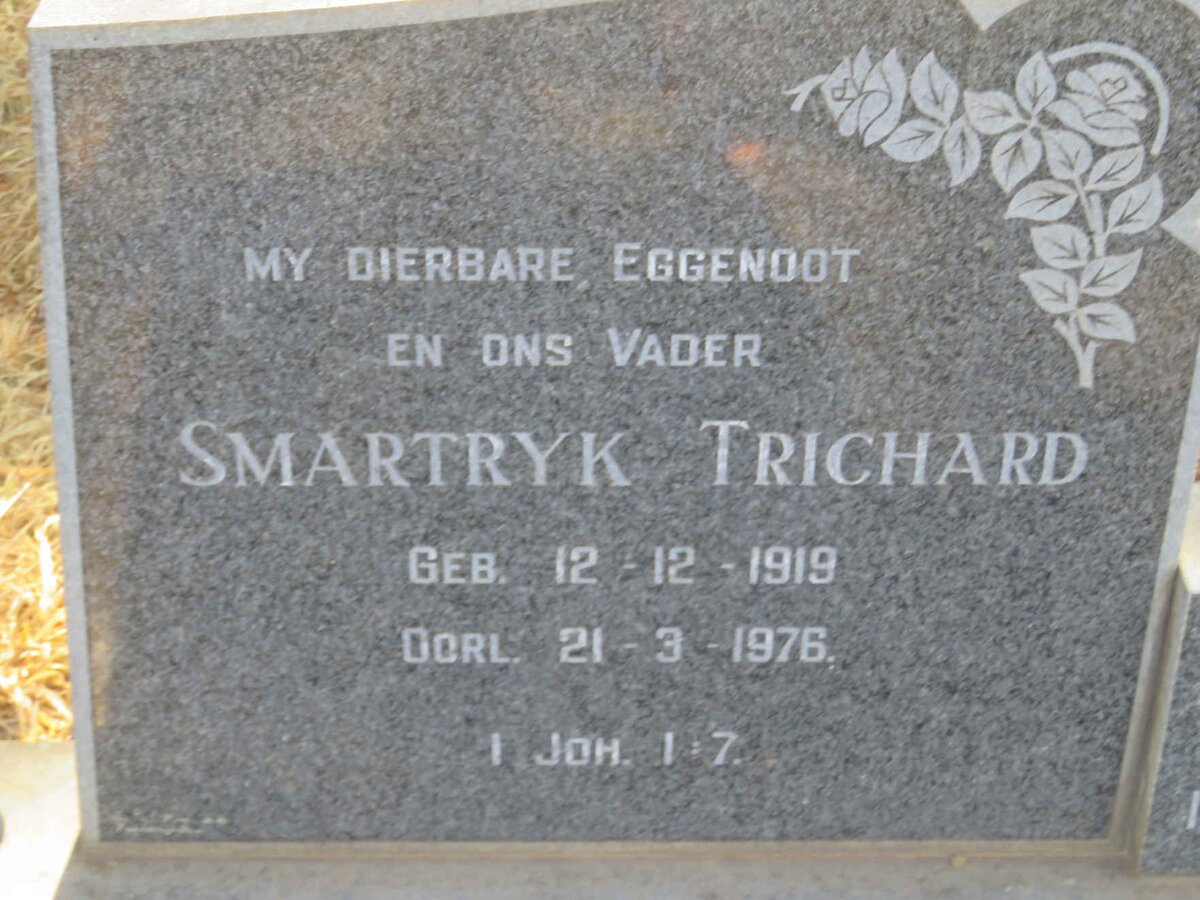 MY DIERBARE EGGENOOT
EN ONS VADER
SMARTRYK TRICHARD
GEB. 12-12-1919
OORL. 21-3-1976.
1 JOH. 1:7.